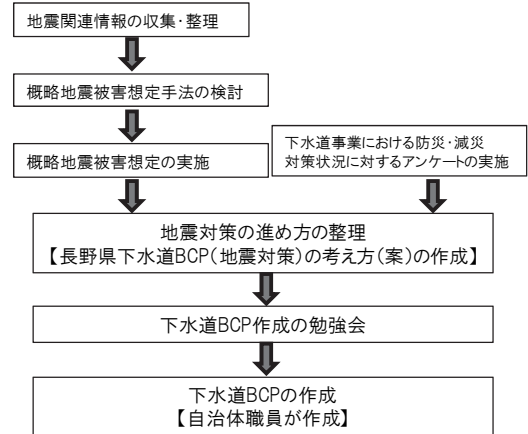 地震関連情報の収集・整理
概略地震被害想定手法の検討
概略地震被害想定の実施
下水道事業における防災・減災
対策状況に対するアンケートの実施
地震対策の進め方の整理
【長野県下水道BCP(地震対策)の考え方(案)の作成】
下水道BCP作成の勉強会
下水道BCPの作成
【自治体職員が作成】